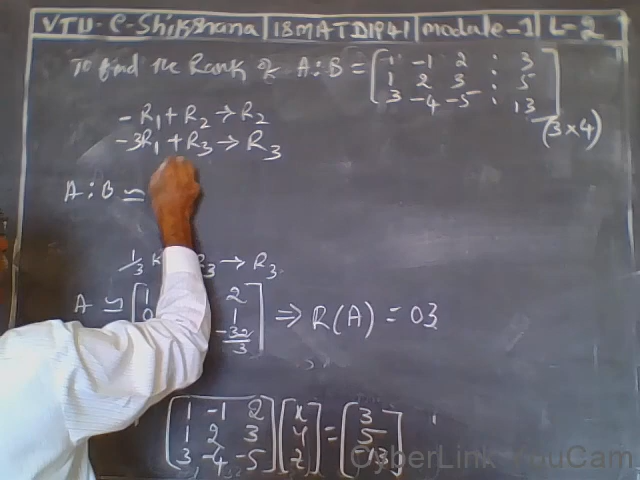 VTU-e-Shikshana | 18MATDIP41 | module-1 | L-2
To find the Rank of A:B = [1 -1 2 : 3
1 2 3 : 5
3 -4 -5 : 13] (3×4)
-R1 + R2 → R2
-3R1 + R3 → R3
A:B ≃
1/3 R3 → R3
A ≃ [1 2
0 1
-32/3] ⇒ R(A) = 03
[1 -1 2
1 2 3
3 -4 -5] [x
y
z] = [3
5
13]
CyberLink YouCam